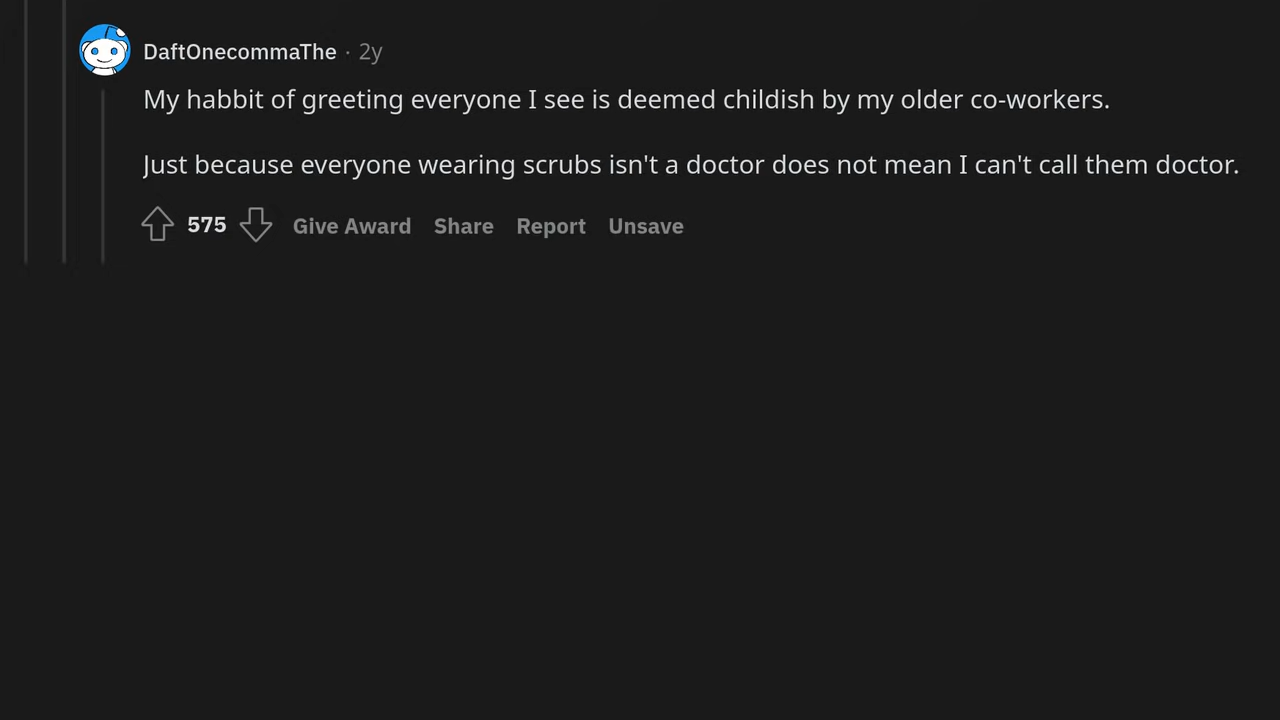 DaftOnecommaThe · 2y
My habbit of greeting everyone I see is deemed childish by my older co-workers.
Just because everyone wearing scrubs isn't a doctor does not mean I can't call them doctor.
575 Give Award Share Report Unsave